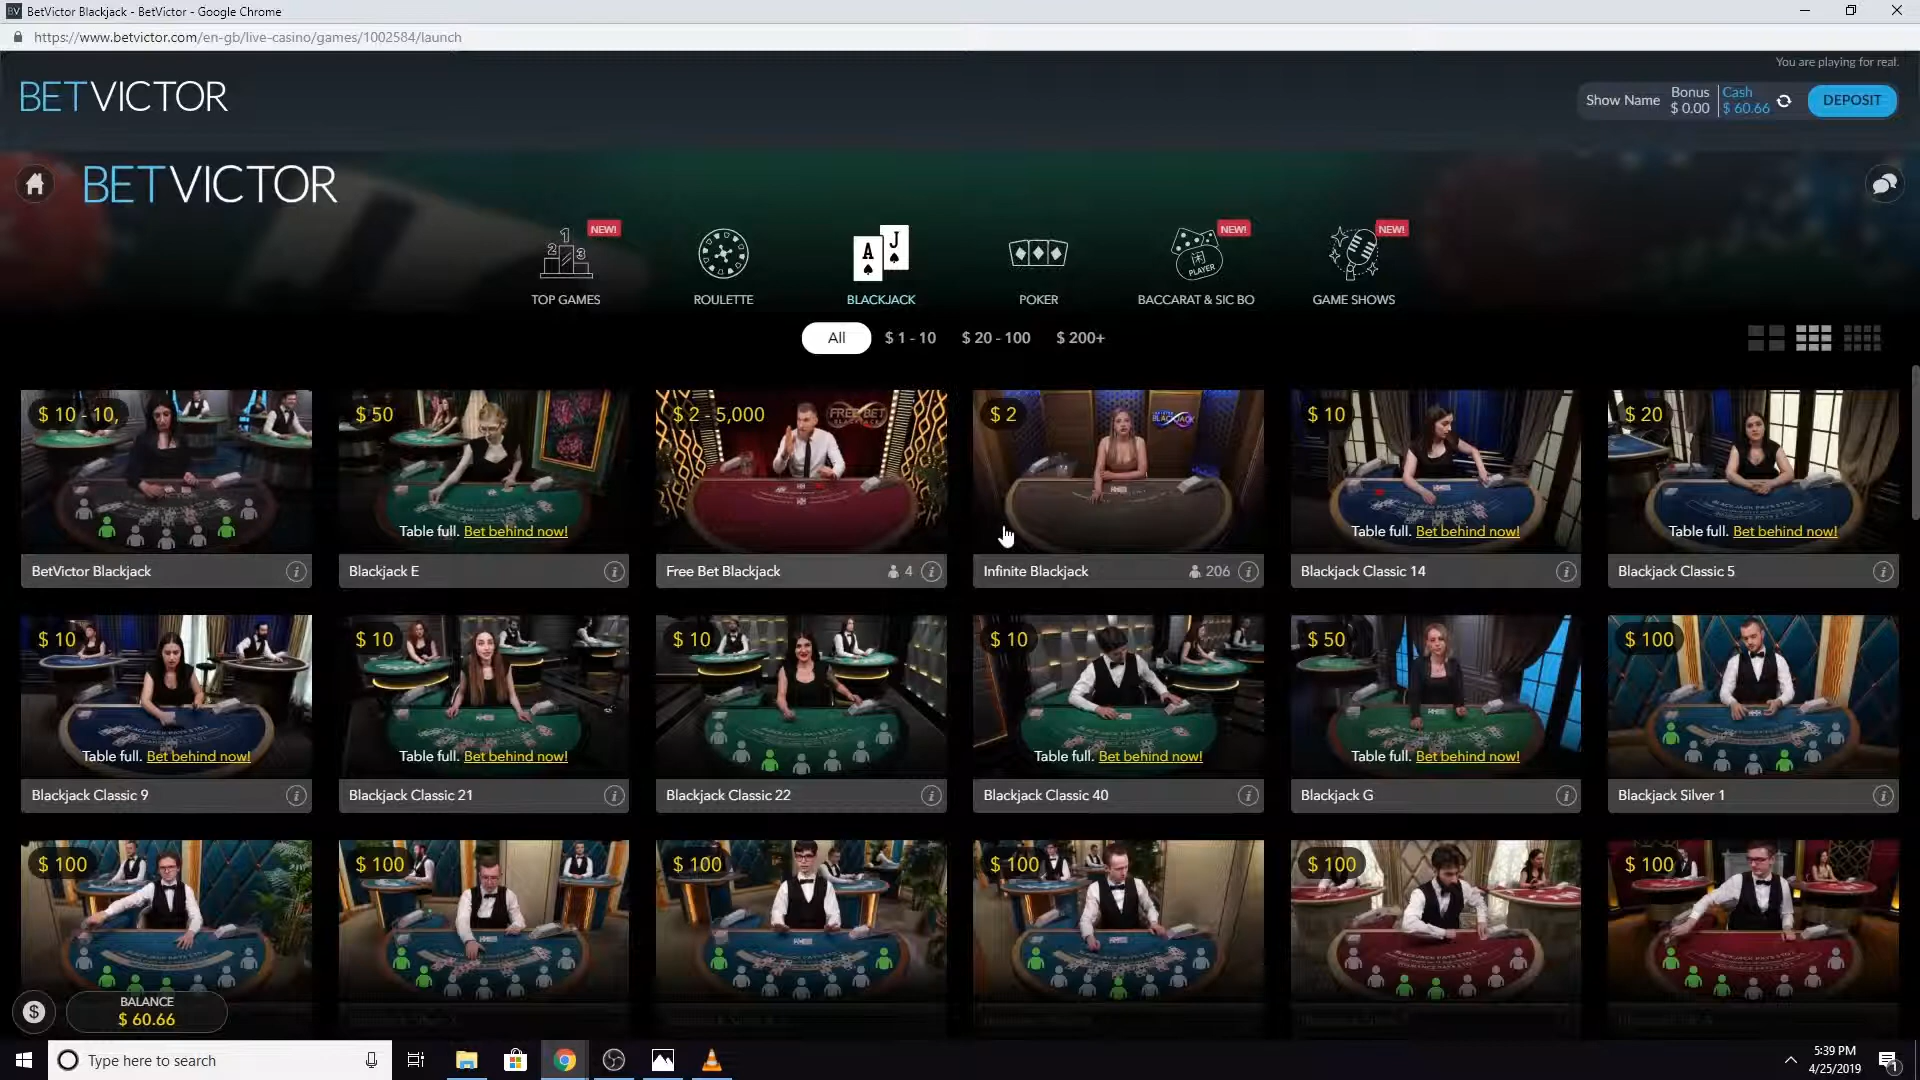 BetVictor Blackjack - BetVictor - Google Chrome
https://www.betvictor.com/en-gb/live-casino/games/1002584/launch
You are playing for real.
BETVICTOR
Show Name
Bonus
$ 0.00
Cash
$ 60.66
DEPOSIT
BETVICTOR
NEW!
NEW!
NEW!
1
2
3
A
J
PLAYER
TOP GAMES
ROULETTE
BLACKJACK
POKER
BACCARAT & SIC BO
GAME SHOWS
All
$ 1 - 10
$ 20 - 100
$ 200+
$ 10 - 10,
$ 50
$ 2 - 5,000
FREE BET
$ 2
BLACKJACK
$ 10
$ 20
Table full. Bet behind now!
Table full. Bet behind now!
Table full. Bet behind now!
BetVictor Blackjack
Blackjack E
Free Bet Blackjack
4
Infinite Blackjack
206
Blackjack Classic 14
Blackjack Classic 5
$ 10
$ 10
$ 10
$ 10
$ 50
$ 100
Table full. Bet behind now!
Table full. Bet behind now!
Table full. Bet behind now!
Table full. Bet behind now!
Blackjack Classic 9
Blackjack Classic 21
Blackjack Classic 22
Blackjack Classic 40
Blackjack G
Blackjack Silver 1
$ 100
$ 100
$ 100
$ 100
$ 100
$ 100
BALANCE
$ 60.66
Type here to search
5:39 PM
4/25/2019
1